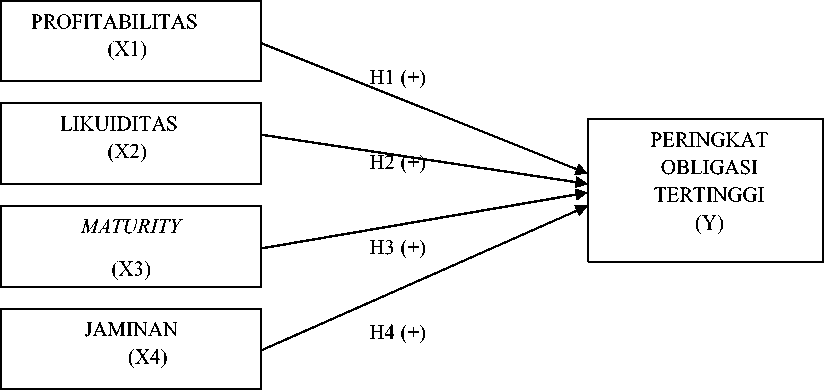 PROFITABILITAS
(X1)
H1 (+)
LIKUIDITAS
(X2)
H2 (+)
MATURITY
(X3)
H3 (+)
JAMINAN
(X4)
H4 (+)
PERINGKAT
OBLIGASI
TERTINGGI
(Y)